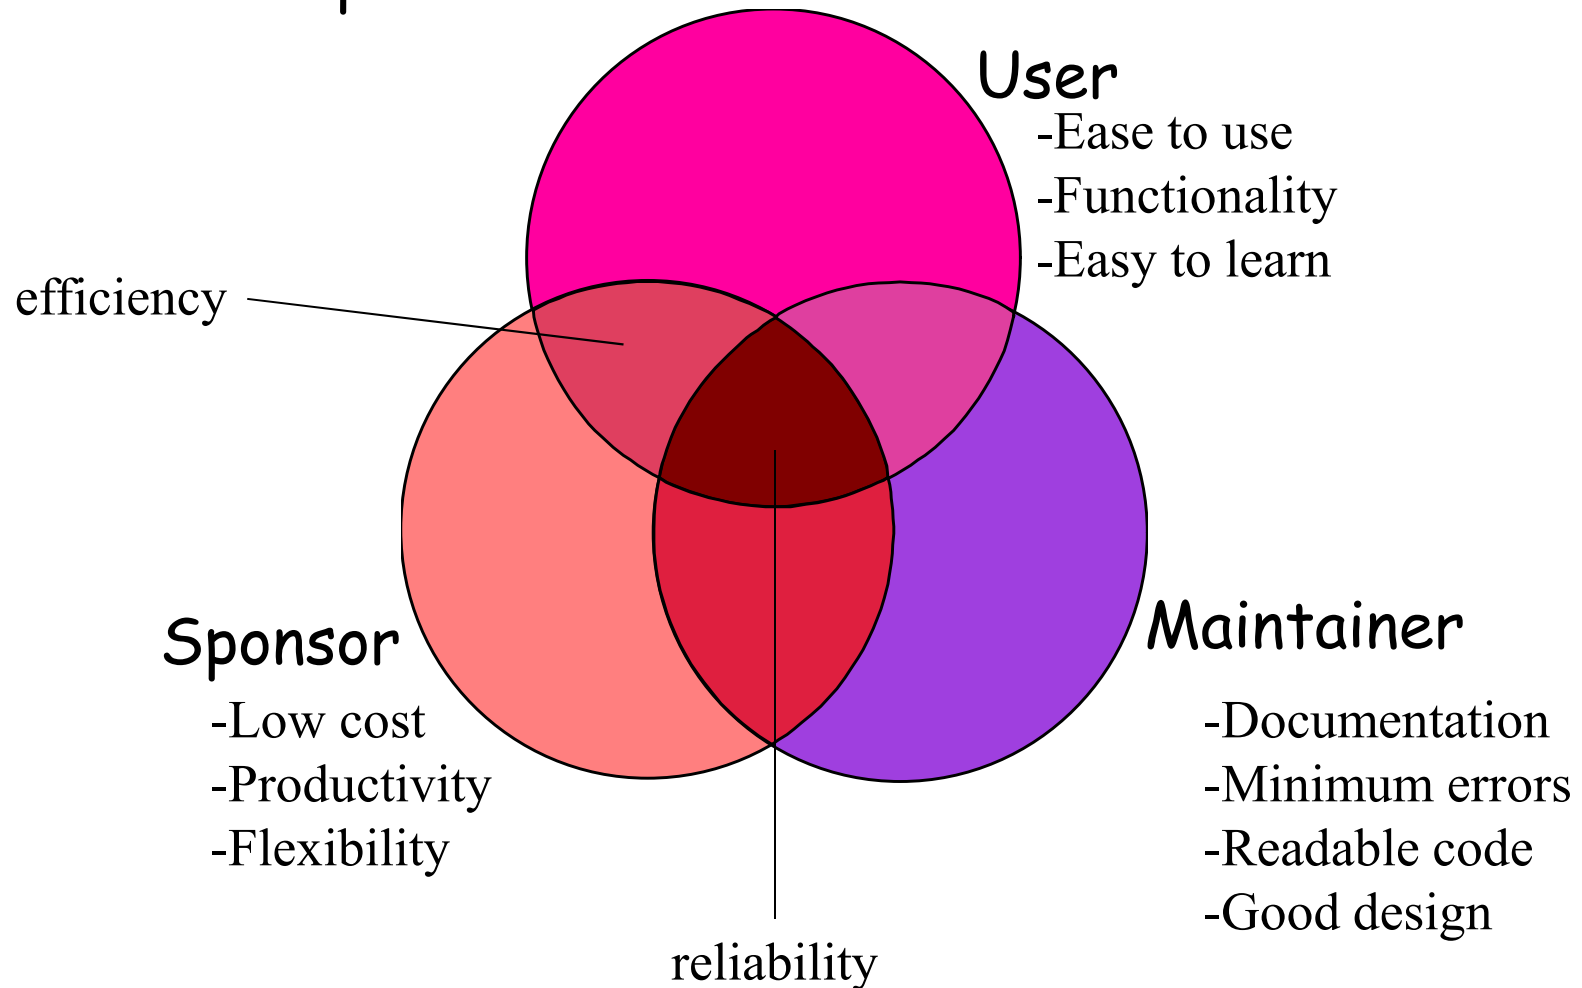 User
-Ease to use
-Functionality
-Easy to learn
efficiency
Sponsor
-Low cost
-Productivity
-Flexibility
Maintainer
-Documentation
-Minimum errors
-Readable code
-Good design
reliability